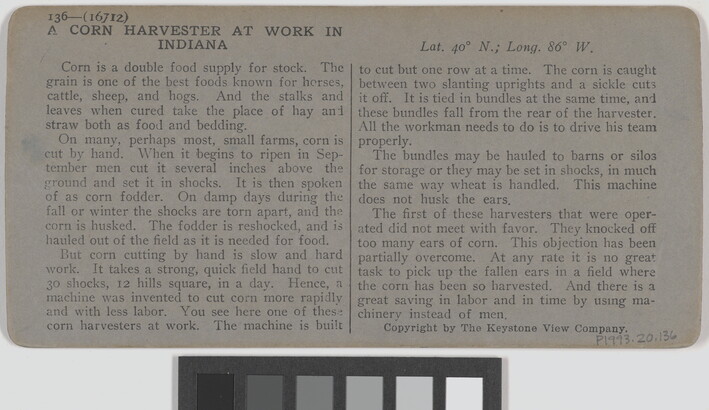 136—(16712)
A CORN HARVESTER AT WORK IN
INDIANA
Lat. 40° N.; Long. 86° W.
Corn is a double food supply for stock. The
grain is one of the best foods known for horses,
cattle, sheep, and hogs. And the stalks and
leaves when cured take the place of hay and
straw both as food and bedding.
On many, perhaps most, small farms, corn is
cut by hand. When it begins to ripen in Sep-
tember men cut it several inches above the
ground and set it in shocks. It is then spoken
of as corn fodder. On damp days during the
fall or winter the shocks are torn apart, and the
corn is husked. The fodder is reshocked, and is
hauled out of the field as it is needed for food.
But corn cutting by hand is slow and hard
work. It takes a strong, quick field hand to cut
30 shocks, 12 hills square, in a day. Hence, a
machine was invented to cut corn more rapidly
and with less labor. You see here one of these
corn harvesters at work. The machine is built
to cut but one row at a time. The corn is caught
between two slanting uprights and a sickle cuts
it off. It is tied in bundles at the same time, and
these bundles fall from the rear of the harvester.
All the workman needs to do is to drive his team
properly.
The bundles may be hauled to barns or silos
for storage or they may be set in shocks, in much
the same way wheat is handled. This machine
does not husk the ears.
The first of these harvesters that were oper-
ated did not meet with favor. They knocked off
too many ears of corn. This objection has been
partially overcome. At any rate it is no great
task to pick up the fallen ears in a field where
the corn has been so harvested. And there is a
great saving in labor and in time by using ma-
chinery instead of men.
Copyright by The Keystone View Company.
P1993.20.136